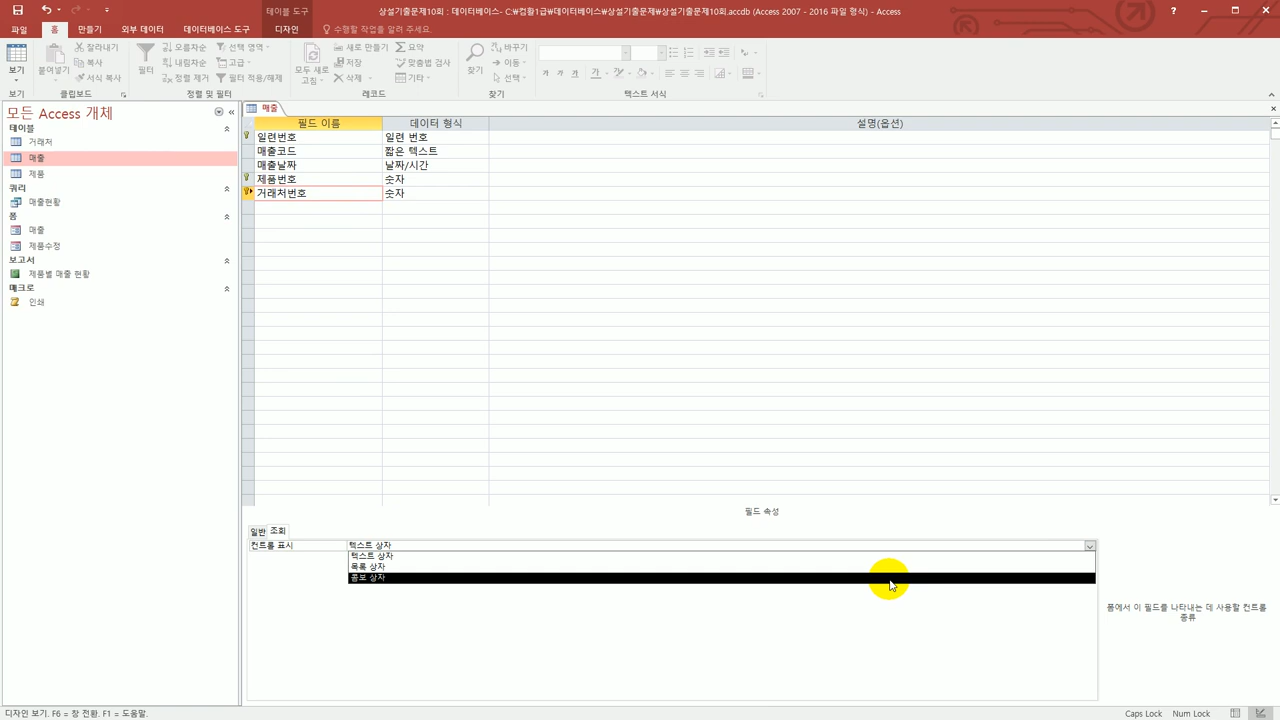 테이블 도구
상설기출문제10회 : 데이터베이스- C:₩컴활1급₩데이터베이스₩상설기출문제₩상설기출문제10회.accdb (Access 2007 - 2016 파일 형식) - Access
?
파일
홈
만들기
외부 데이터
데이터베이스 도구
디자인
수행할 작업을 알려 주세요.
보기
보기
붙여넣기
잘라내기
복사
서식 복사
클립보드
필터
오름차순
내림차순
정렬 제거
선택 영역
고급
필터 적용/해제
정렬 및 필터
모두 새로
고침
새로 만들기
저장
삭제
요약
맞춤법 검사
기타
레코드
찾기
바꾸기
이동
선택
찾기
가 가 가 가
텍스트 서식
모든 Access 개체
테이블
거래처
매출
제품
쿼리
매출현황
폼
매출
제품수정
보고서
제품별 매출 현황
매크로
인쇄
매출
필드 이름 데이터 형식 설명(옵션)
일련번호 일련 번호
매출코드 짧은 텍스트
매출날짜 날짜/시간
제품번호 숫자
거래처번호 숫자
필드 속성
일반 조회
컨트롤 표시 텍스트 상자
텍스트 상자
목록 상자
콤보 상자
폼에서 이 필드를 나타내는 데 사용할 컨트롤
종류
디자인 보기. F6 = 창 전환. F1 = 도움말.
Caps Lock Num Lock